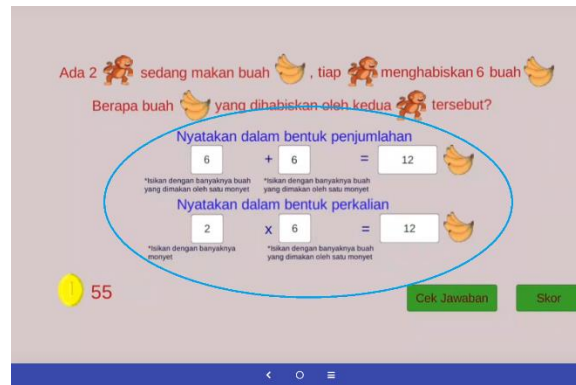 Ada 2 sedang makan buah , tiap menghabiskan 6 buah
Berapa buah yang dihabiskan oleh kedua tersebut?
Nyatakan dalam bentuk penjumlahan
6 + 6 = 12
*Isikan dengan banyaknya buah yang dimakan oleh satu monyet
*Isikan dengan banyaknya buah yang dimakan oleh satu monyet
Nyatakan dalam bentuk perkalian
2 x 6 = 12
*Isikan dengan banyaknya monyet
*Isikan dengan banyaknya buah yang dimakan oleh satu monyet
1 55
Cek Jawaban
Skor